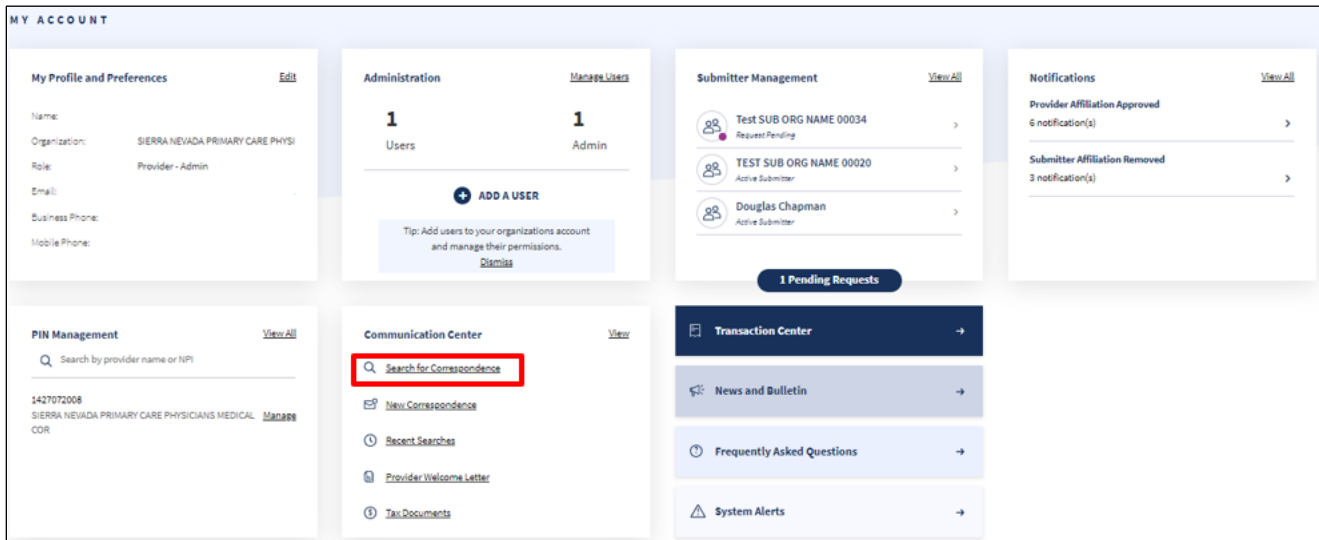 MY ACCOUNT
My Profile and Preferences
Edit
Name:
Organization:
SIERRA NEVADA PRIMARY CARE PHYSI
Role:
Provider - Admin
Email:
Business Phone:
Mobile Phone:
Administration
Manage Users
1
Users
1
Admin
ADD A USER
Tip: Add users to your organizations account
and manage their permissions.
Dismiss
Submitter Management
View All
Test SUB ORG NAME 00034
Request Pending
TEST SUB ORG NAME 00020
Active Submitter
Douglas Chapman
Active Submitter
1 Pending Requests
Notifications
View All
Provider Affiliation Approved
6 notification(s)
Submitter Affiliation Removed
3 notification(s)
PIN Management
View All
Search by provider name or NPI
1427072008
SIERRA NEVADA PRIMARY CARE PHYSICIANS MEDICAL
COR
Manage
Communication Center
View
Search for Correspondence
New Correspondence
Recent Searches
Provider Welcome Letter
Tax Documents
Transaction Center
News and Bulletin
Frequently Asked Questions
System Alerts